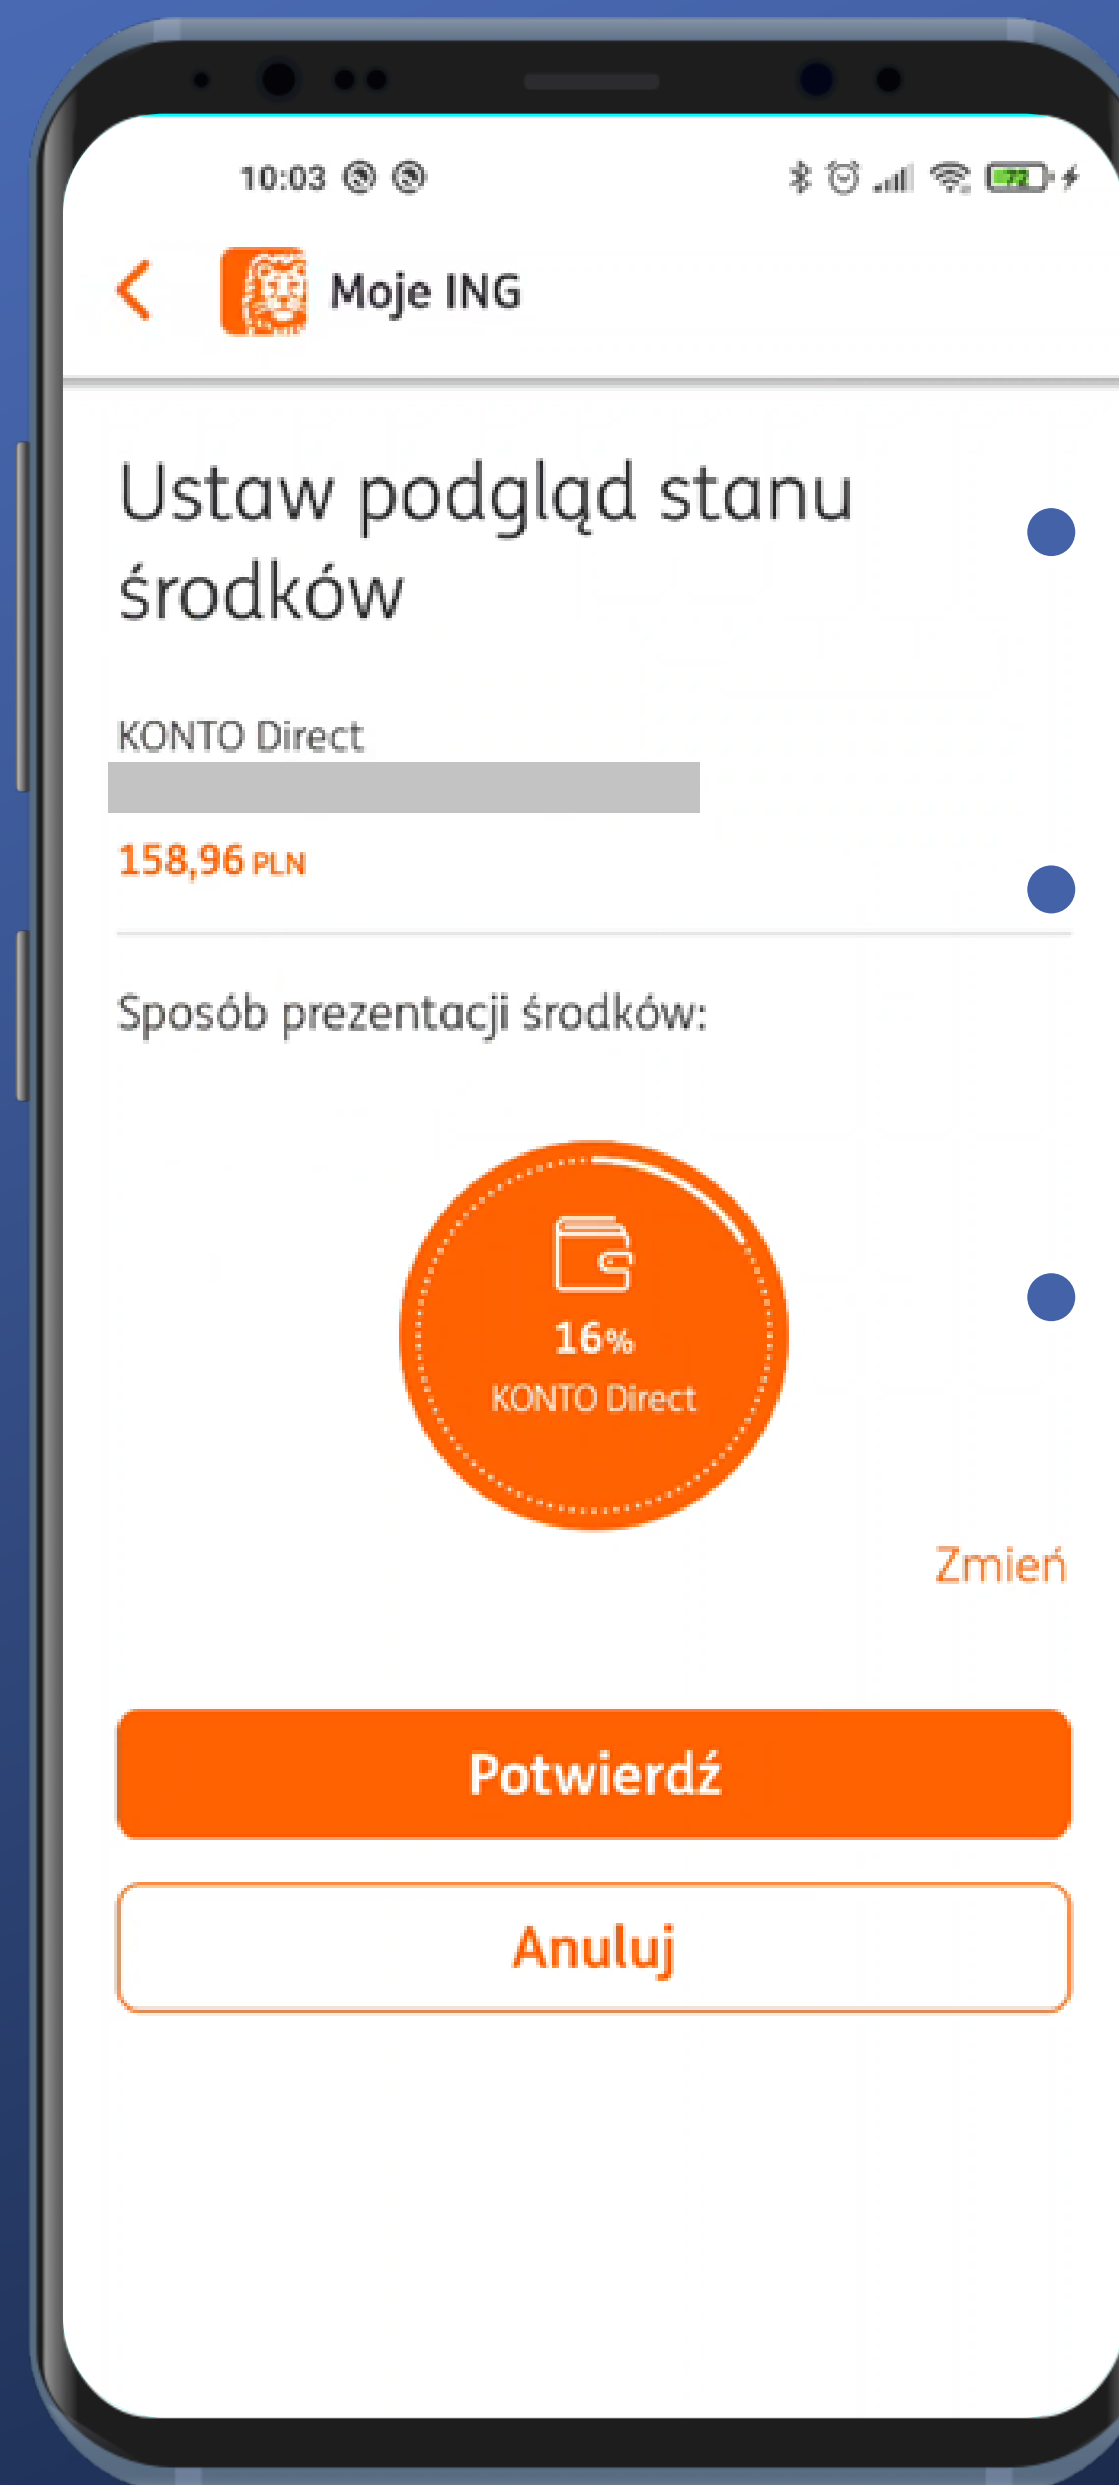 10:03
72
Moje ING
Ustaw podgląd stanu
środków
KONTO Direct
158,96 PLN
Sposób prezentacji środków:
16%
KONTO Direct
Zmień
Potwierdź
Anuluj